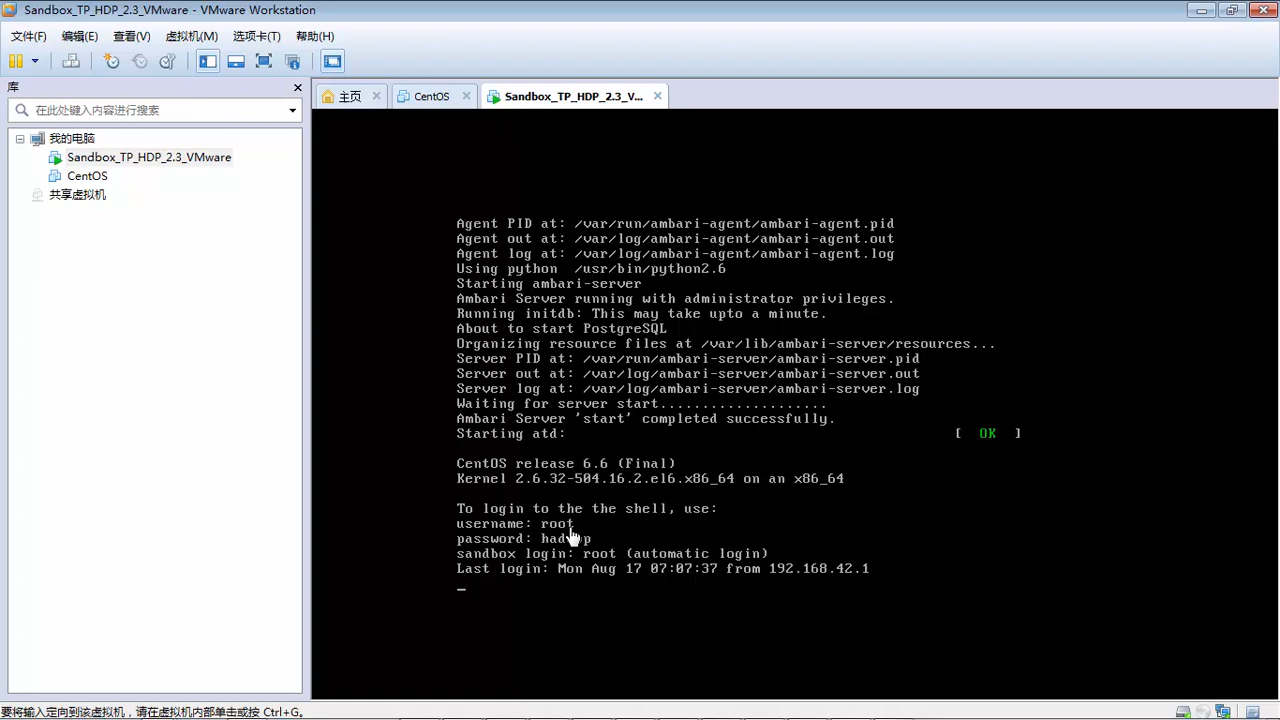 Sandbox_TP_HDP_2.3_VMware - VMware Workstation
文件(F) 编辑(E) 查看(V) 虚拟机(M) 选项卡(T) 帮助(H)
库
在此处键入内容进行搜索
我的电脑
Sandbox_TP_HDP_2.3_VMware
CentOS
共享虚拟机
主页 CentOS Sandbox_TP_HDP_2.3_V...
Agent PID at: /var/run/ambari-agent/ambari-agent.pid
Agent out at: /var/log/ambari-agent/ambari-agent.out
Agent log at: /var/log/ambari-agent/ambari-agent.log
Using python /usr/bin/python2.6
Starting ambari-server
Ambari Server running with administrator privileges.
Running initdb: This may take upto a minute.
About to start PostgreSQL
Organizing resource files at /var/lib/ambari-server/resources...
Server PID at: /var/run/ambari-server/ambari-server.pid
Server out at: /var/log/ambari-server/ambari-server.out
Server log at: /var/log/ambari-server/ambari-server.log
Waiting for server start....................
Ambari Server 'start' completed successfully.
Starting atd: [ OK ]
CentOS release 6.6 (Final)
Kernel 2.6.32-504.16.2.el6.x86_64 on an x86_64
To login to the the shell, use:
username: root
password:
sandbox login: root (automatic login)
Last login: Mon Aug 17 07:07:37 from 192.168.42.1
_
要将输入定向到该虚拟机，请在虚拟机内部单击或按 Ctrl+G。